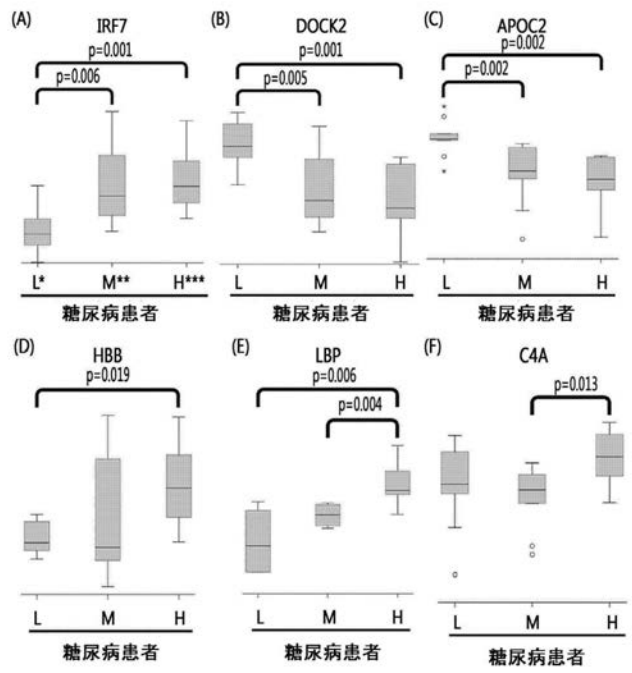 (A) IRF7
p=0.001
p=0.006
L* M** H***
糖尿病患者
(B) DOCK2
p=0.001
p=0.005
L M H
糖尿病患者
(C) APOC2
p=0.002
p=0.002
L M H
糖尿病患者
(D) HBB
p=0.019
L M H
糖尿病患者
(E) LBP
p=0.006
p=0.004
L M H
糖尿病患者
(F) C4A
p=0.013
L M H
糖尿病患者